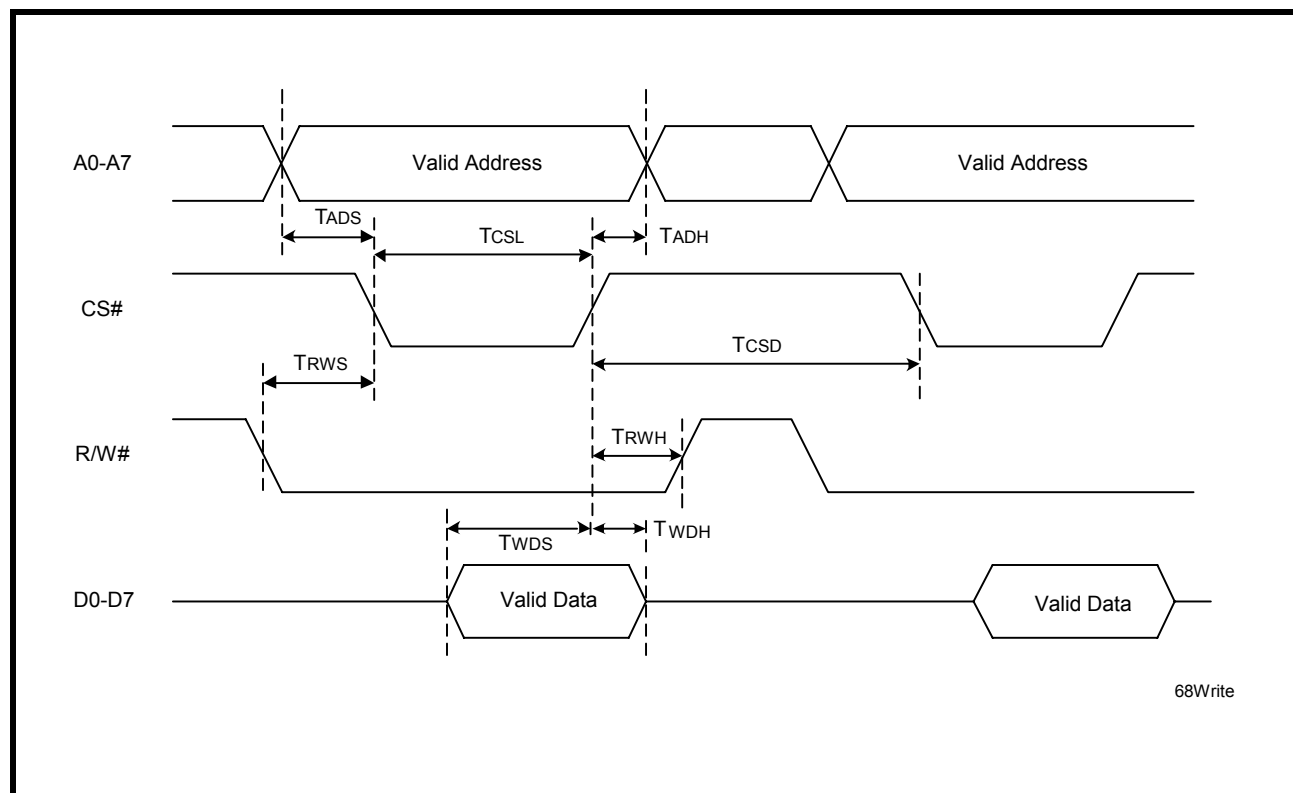 A0-A7
Valid Address
Valid Address
TADS
TCSL
TADH
CS#
TCSD
TRWS
TRWH
R/W#
TWDS
TWDH
D0-D7
Valid Data
Valid Data
68Write